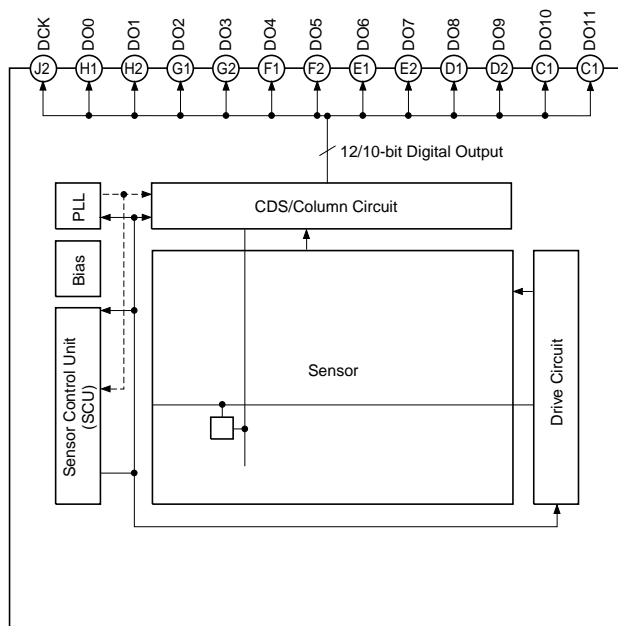 DCK DO0 DO1 DO2 DO3 DO4 DO5 DO6 DO7 DO8 DO9 DO10 DO11
J2 H1 H2 G1 G2 F1 F2 E1 E2 D1 D2 C1 C1
12/10-bit Digital Output
PLL
CDS/Column Circuit
Bias
Sensor Control Unit
(SCU)
Sensor
Drive Circuit